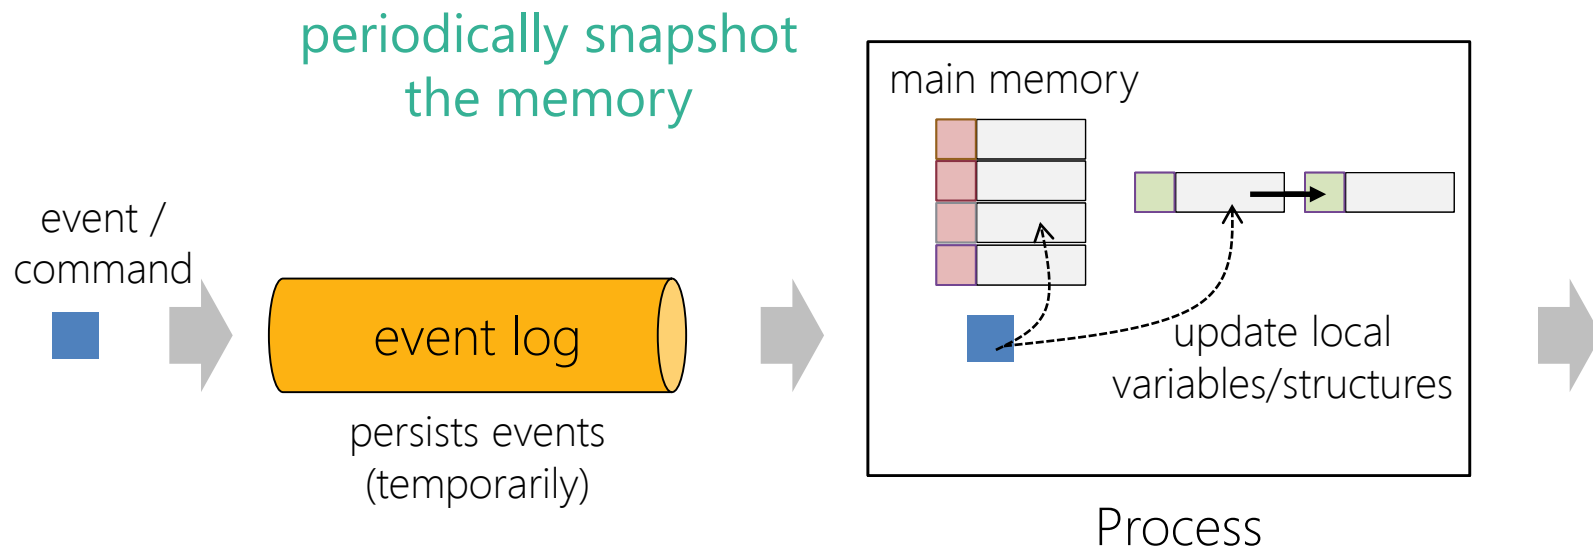 periodically snapshot
the memory
event /
command
event log
persists events
(temporarily)
main memory
update local
variables/structures
Process